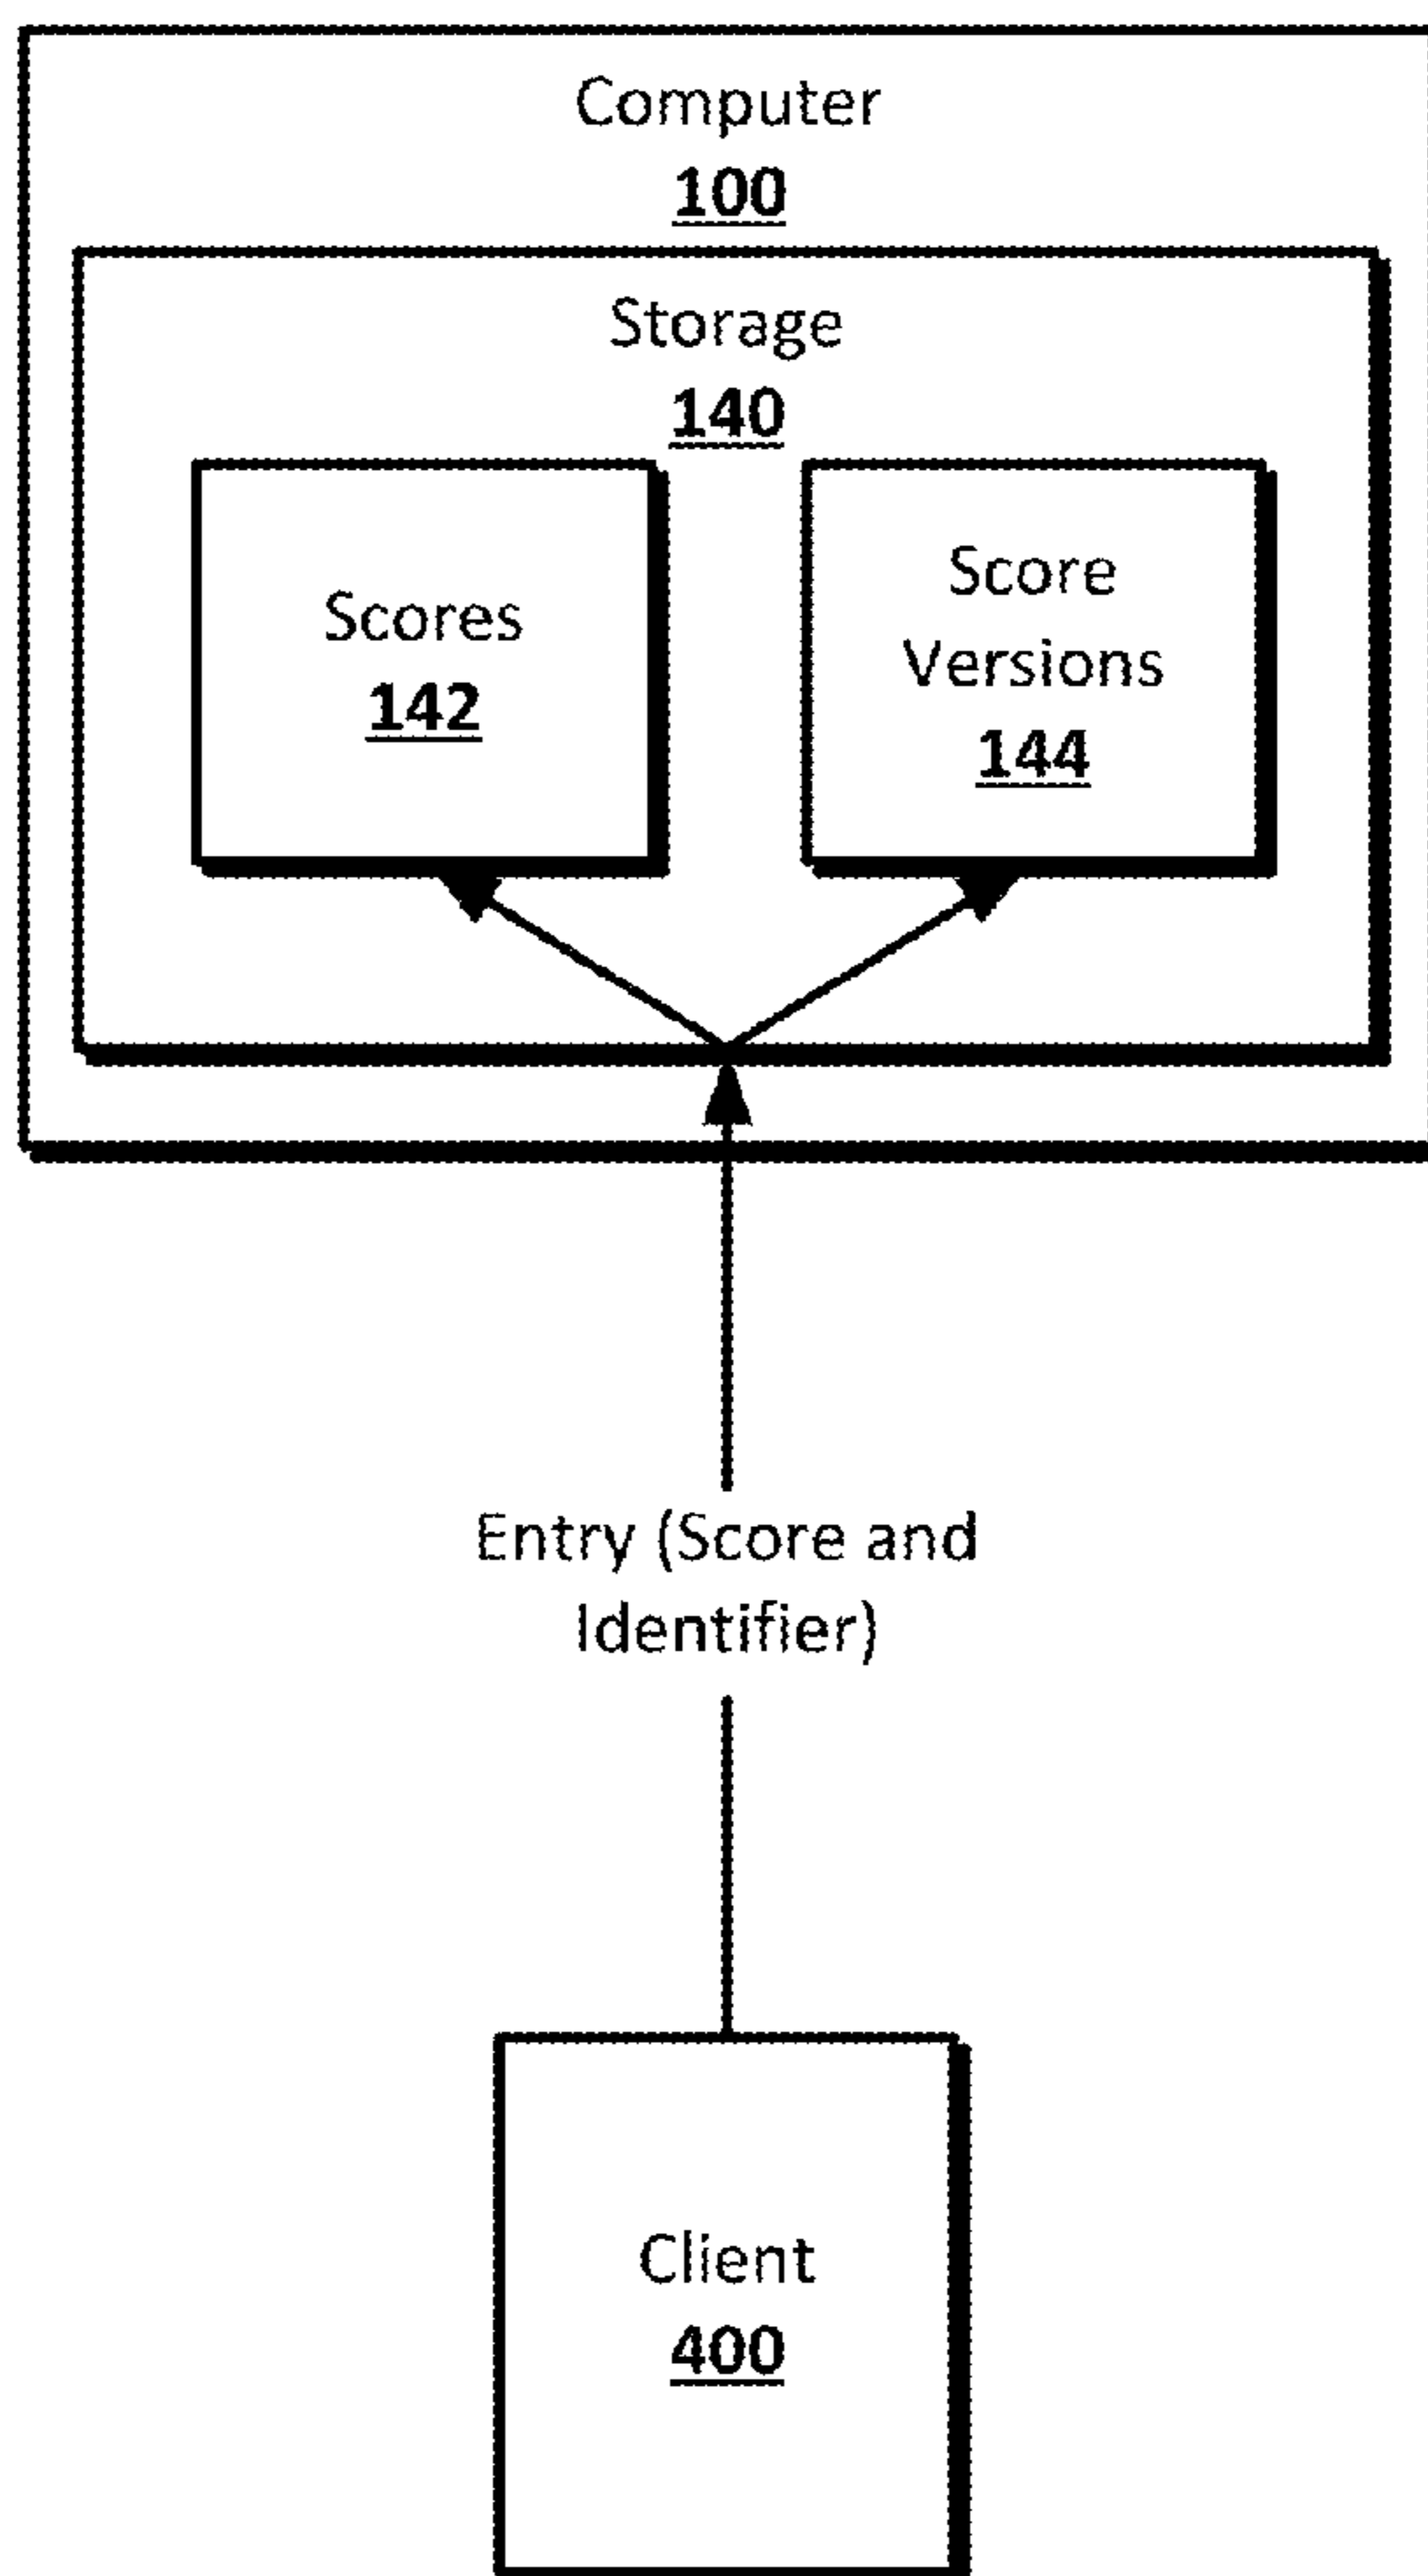 Computer
100
Storage
140
Scores
142
Score
Versions
144
Entry (Score and
Identifier)
Client
400